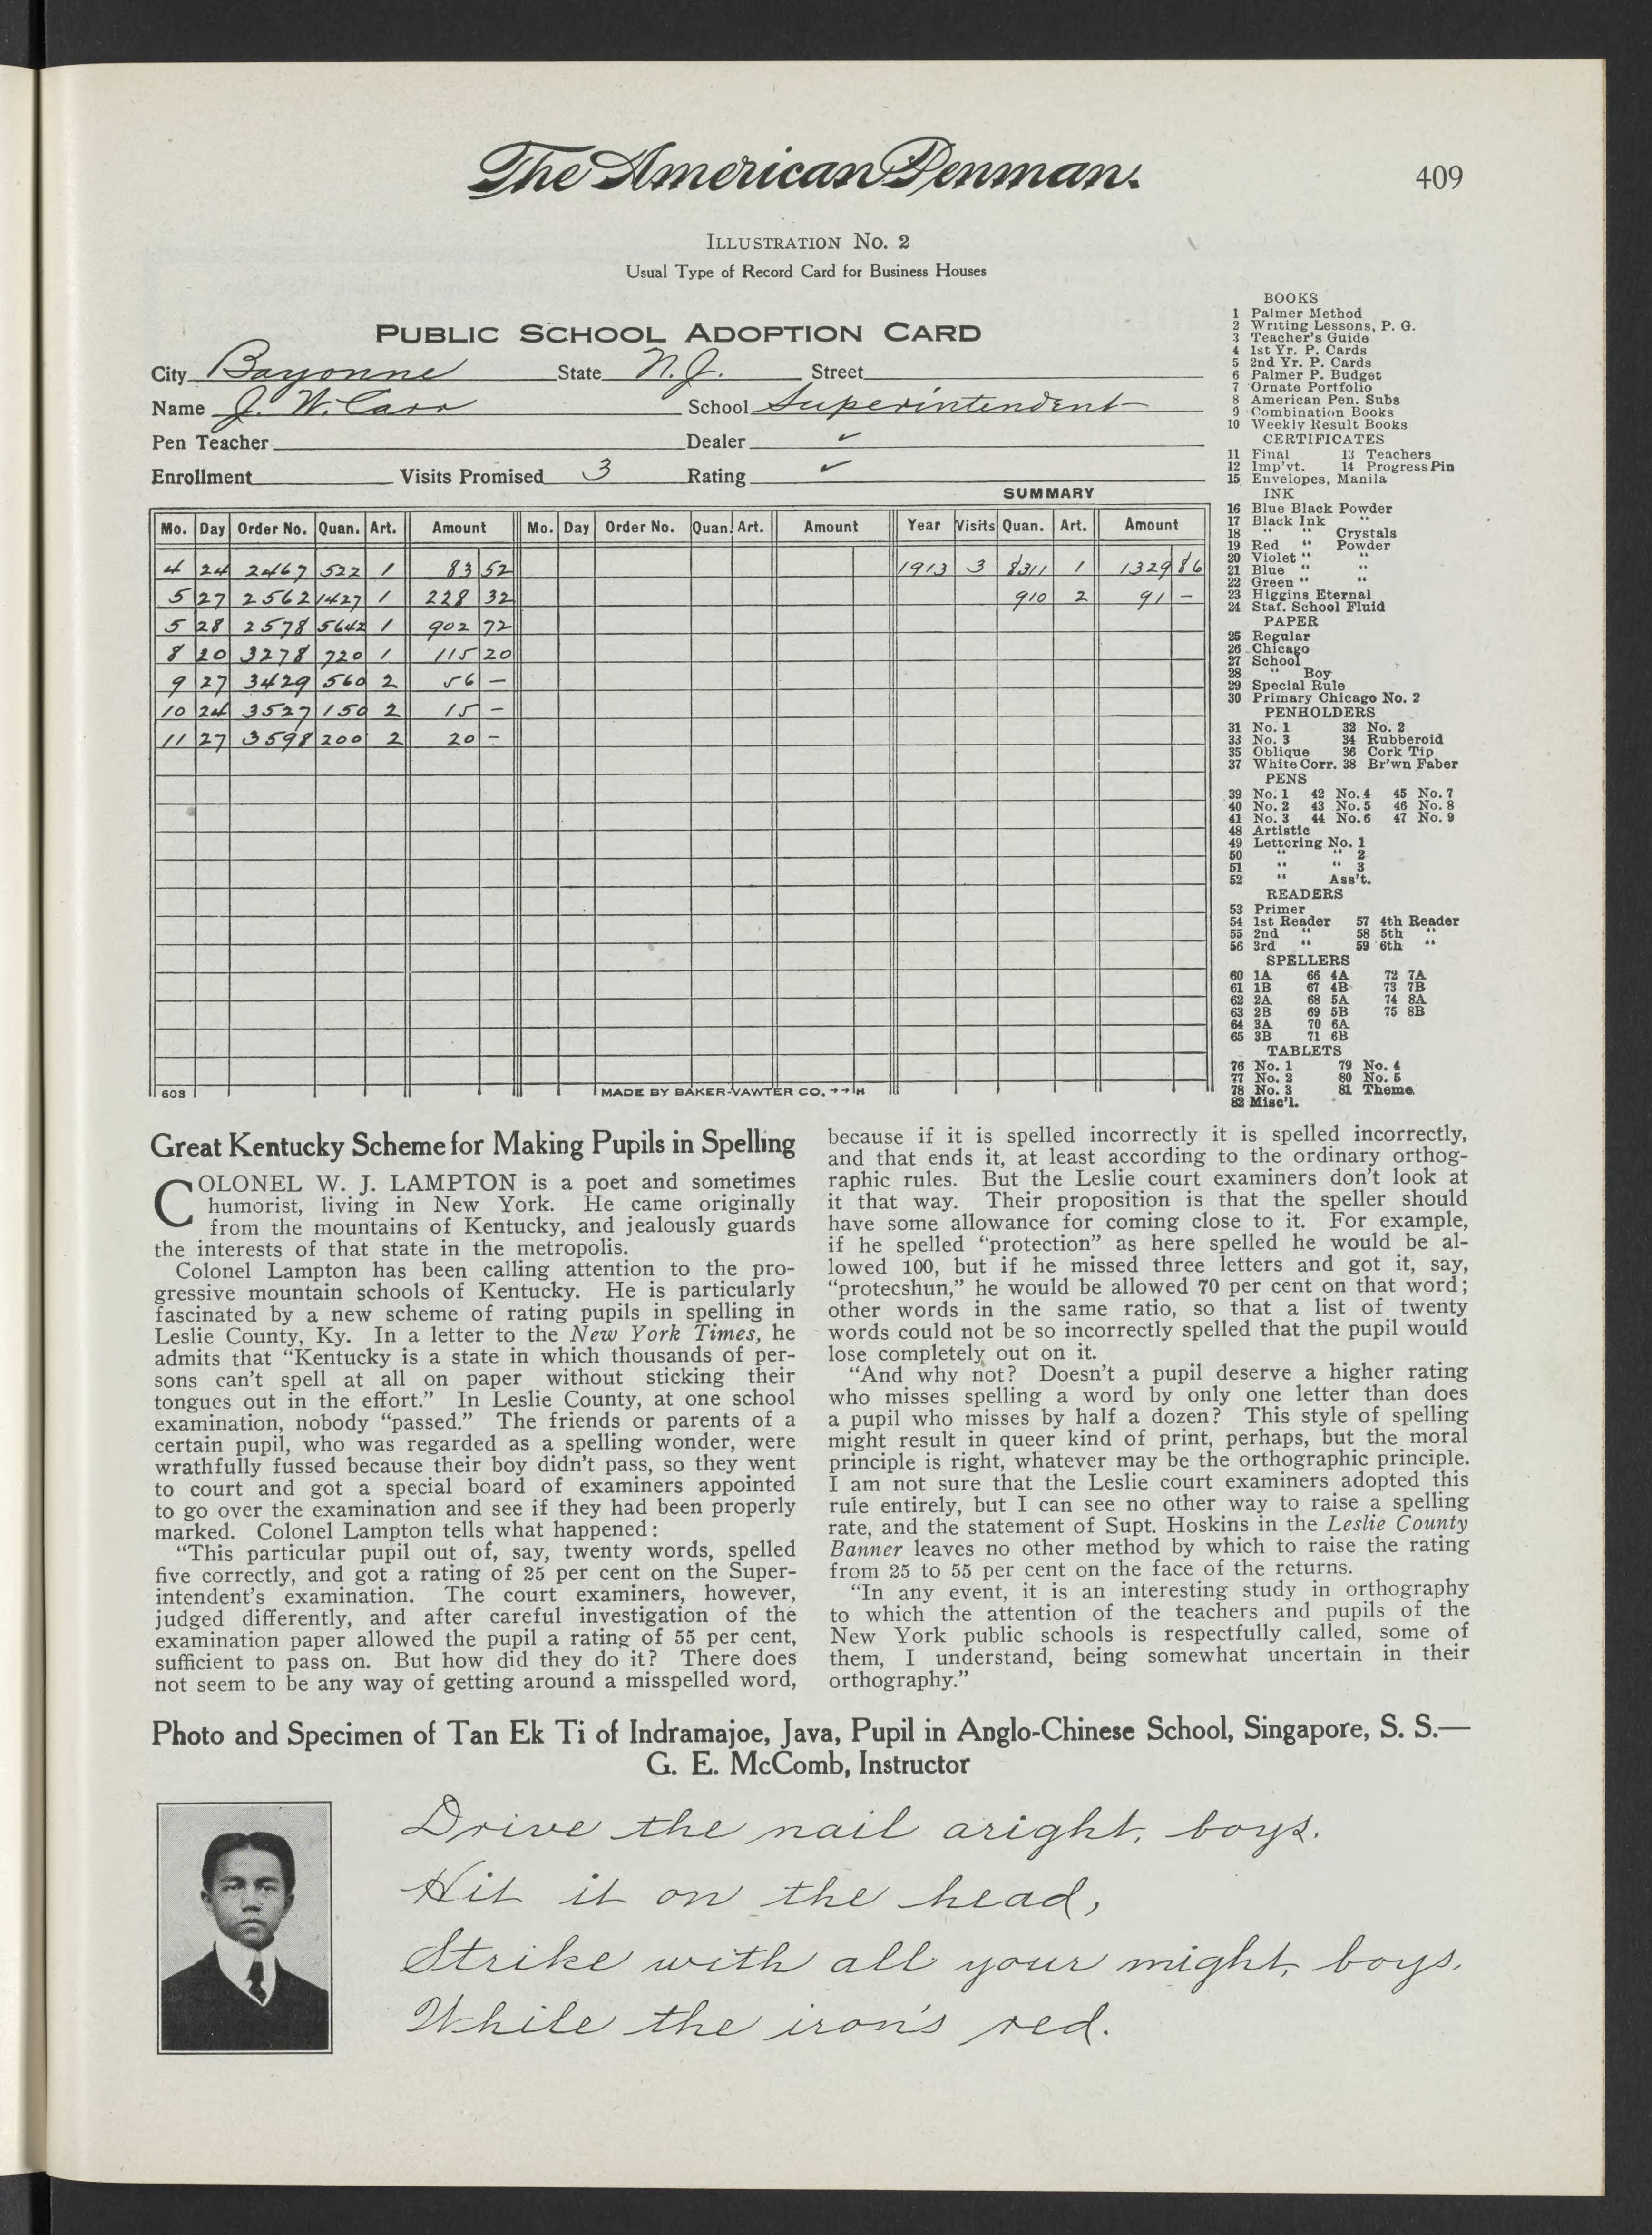 The American Penman.
409
ILLUSTRATION NO. 2
Usual Type of Record Card for Business Houses
PUBLIC SCHOOL ADOPTION CARD
City Bayonne State N.J. Street
Name J. W. Carr School Superintendent
Pen Teacher Dealer ✓
Enrollment Visits Promised 3 Rating ✓
SUMMARY
Mo. Day Order No. Quan. Art. Amount Mo. Day Order No. Quan. Art. Amount Year Visits Quan. Art. Amount
4 24 2467 522 1 83 52 1913 3 8311 1 1329 86
5 27 2562 1427 1 228 32 910 2 91 –
5 28 2578 5642 1 902 72
8 20 3278 720 1 115 20
9 27 3429 560 2 56 –
10 24 3527 150 2 15 –
11 27 3598 200 2 20 –
603 MADE BY BAKER-VAWTER CO. →→H
BOOKS
1 Palmer Method
2 Writing Lessons, P. G.
3 Teacher's Guide
4 1st Yr. P. Cards
5 2nd Yr. P. Cards
6 Palmer P. Budget
7 Ornate Portfolio
8 American Pen. Subs
9 Combination Books
10 Weekly Result Books
CERTIFICATES
11 Final 13 Teachers
12 Imp'vt. 14 Progress Pin
15 Envelopes, Manila
INK
16 Blue Black Powder
17 Black Ink "
18 " " Crystals
19 Red " Powder
20 Violet " "
21 Blue " "
22 Green " "
23 Higgins Eternal
24 Staf. School Fluid
PAPER
25 Regular
26 Chicago
27 School
28 " Boy
29 Special Rule
30 Primary Chicago No. 2
PENHOLDERS
31 No. 1 32 No. 2
33 No. 3 34 Rubberoid
35 Oblique 36 Cork Tip
37 White Corr. 38 Br'wn Faber
PENS
39 No. 1 42 No. 4 45 No. 7
40 No. 2 43 No. 5 46 No. 8
41 No. 3 44 No. 6 47 No. 9
48 Artistic
49 Lettering No. 1
50 " " 2
51 " " 3
52 " Ass't.
READERS
53 Primer
54 1st Reader 57 4th Reader
55 2nd " 58 5th "
56 3rd " 59 6th "
SPELLERS
60 1A 66 4A 72 7A
61 1B 67 4B 73 7B
62 2A 68 5A 74 8A
63 2B 69 5B 75 8B
64 3A 70 6A
65 3B 71 6B
TABLETS
76 No. 1 79 No. 4
77 No. 2 80 No. 5
78 No. 3 81 Theme
82 Misc'l.
Great Kentucky Scheme for Making Pupils in Spelling
COLONEL W. J. LAMPTON is a poet and sometimes
humorist, living in New York. He came originally
from the mountains of Kentucky, and jealously guards
the interests of that state in the metropolis.
Colonel Lampton has been calling attention to the pro-
gressive mountain schools of Kentucky. He is particularly
fascinated by a new scheme of rating pupils in spelling in
Leslie County, Ky. In a letter to the New York Times, he
admits that "Kentucky is a state in which thousands of per-
sons can't spell at all on paper without sticking their
tongues out in the effort." In Leslie County, at one school
examination, nobody "passed." The friends or parents of a
certain pupil, who was regarded as a spelling wonder, were
wrathfully fussed because their boy didn't pass, so they went
to court and got a special board of examiners appointed
to go over the examination and see if they had been properly
marked. Colonel Lampton tells what happened:
"This particular pupil out of, say, twenty words, spelled
five correctly, and got a rating of 25 per cent on the Super-
intendent's examination. The court examiners, however,
judged differently, and after careful investigation of the
examination paper allowed the pupil a rating of 55 per cent,
sufficient to pass on. But how did they do it? There does
not seem to be any way of getting around a misspelled word,
because if it is spelled incorrectly it is spelled incorrectly,
and that ends it, at least according to the ordinary orthog-
raphic rules. But the Leslie court examiners don't look at
it that way. Their proposition is that the speller should
have some allowance for coming close to it. For example,
if he spelled "protection" as here spelled he would be al-
lowed 100, but if he missed three letters and got it, say,
"protecshun," he would be allowed 70 per cent on that word;
other words in the same ratio, so that a list of twenty
words could not be so incorrectly spelled that the pupil would
lose completely out on it.
"And why not? Doesn't a pupil deserve a higher rating
who misses spelling a word by only one letter than does
a pupil who misses by half a dozen? This style of spelling
might result in queer kind of print, perhaps, but the moral
principle is right, whatever may be the orthographic principle.
I am not sure that the Leslie court examiners adopted this
rule entirely, but I can see no other way to raise a spelling
rate, and the statement of Supt. Hoskins in the Leslie County
Banner leaves no other method by which to raise the rating
from 25 to 55 per cent on the face of the returns.
"In any event, it is an interesting study in orthography
to which the attention of the teachers and pupils of the
New York public schools is respectfully called, some of
them, I understand, being somewhat uncertain in their
orthography."
Photo and Specimen of Tan Ek Ti of Indramajoe, Java, Pupil in Anglo-Chinese School, Singapore, S. S.—
G. E. McComb, Instructor
Drive the nail aright, boys.
Hit it on the head,
Strike with all your might, boys.
While the iron's red.